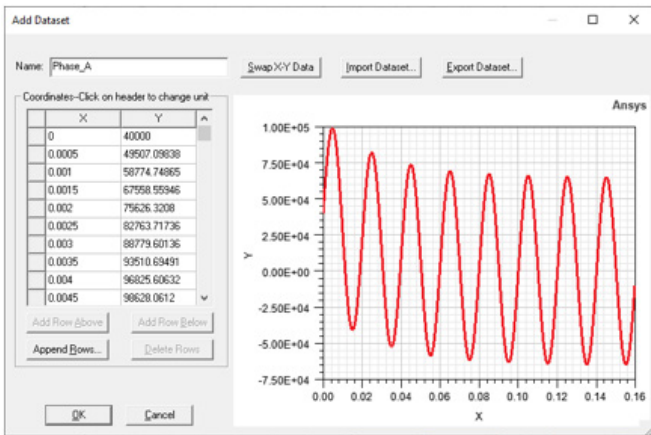 Add Dataset
Name: Phase_A
Swap X-Y Data
Import Dataset...
Export Dataset...
Coordinates--Click on header to change unit
X Y
0 40000
0.0005 49507.09838
0.001 58774.74865
0.0015 67558.55946
0.002 75626.3208
0.0025 82763.71736
0.003 88779.60136
0.0035 93510.69491
0.004 96825.60632
0.0045 98628.0612
Add Row Above
Add Row Below
Append Rows...
Delete Rows
OK
Cancel
Ansys
1.00E+05
7.50E+04
5.00E+04
2.50E+04
0.00E+00
-2.50E+04
-5.00E+04
-7.50E+04
Y
0.00 0.02 0.04 0.06 0.08 0.10 0.12 0.14 0.16
X